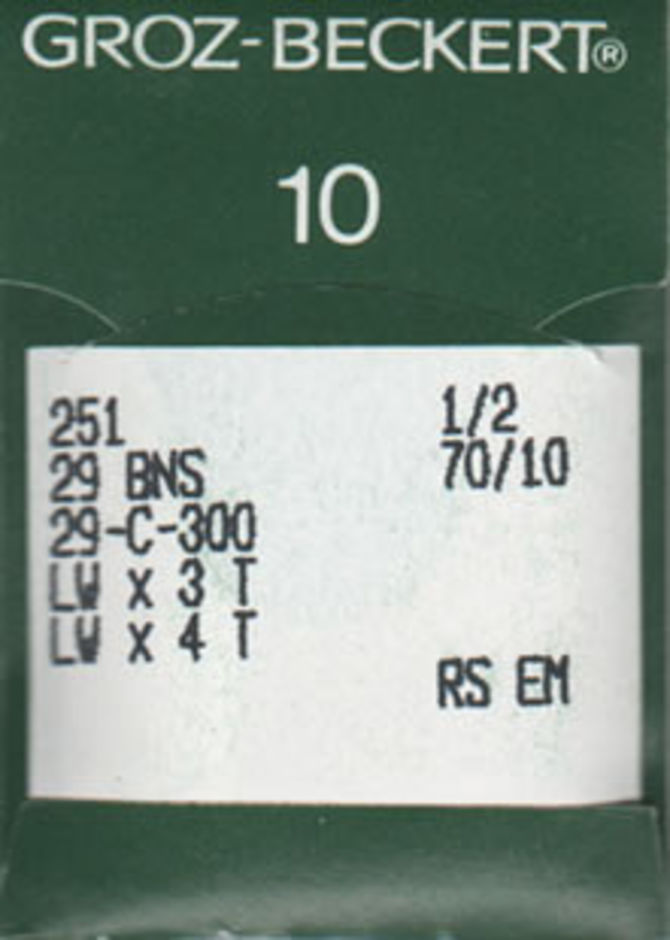 GROZ-BECKERT®
10
251 1/2
29 BNS 70/10
29-C-300
LW x 3 T
LW x 4 T
RS EM